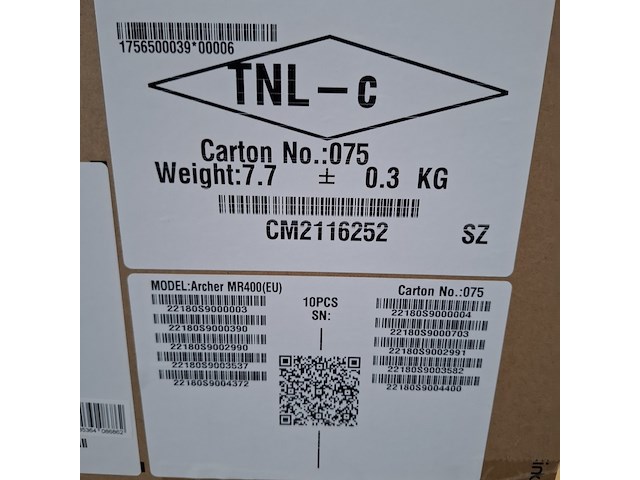 1756500039*00006
TNL-C
Carton No.:075
Weight:7.7 ± 0.3 KG
CM2116252 SZ
MODEL:Archer MR400(EU)
Carton No.:075
10PCS
SN:
22180S9000003
22180S9000390
22180S9002990
22180S9003537
22180S9004372
22180S9000004
22180S9000703
22180S9002991
22180S9003582
22180S9004400